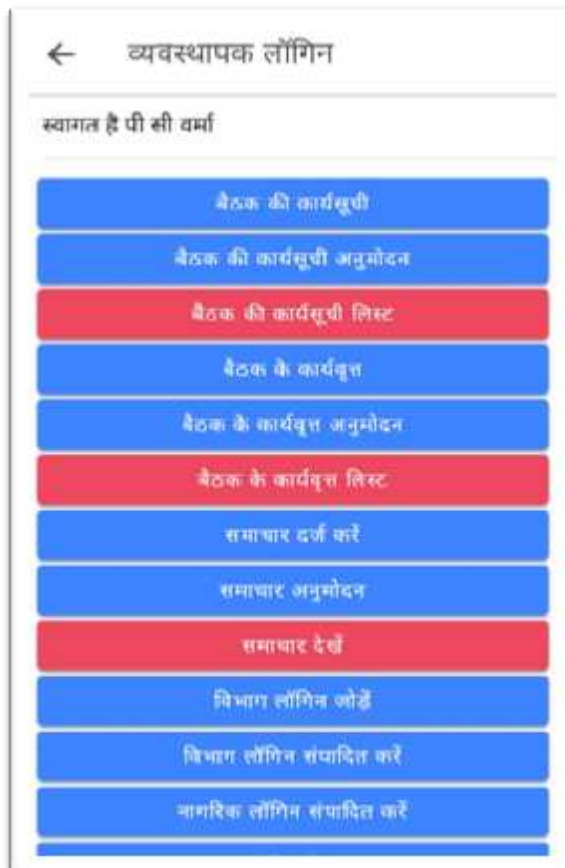 व्यवस्थापक लॉगिन
स्वागत है पी सी वर्मा
बैठक की कार्यसूची
बैठक की कार्यसूची अनुमोदन
बैठक की कार्यसूची लिस्ट
बैठक के कार्यवृत्त
बैठक के कार्यवृत्त अनुमोदन
बैठक के कार्यवृत्त लिस्ट
समाचार दर्ज करें
समाचार अनुमोदन
समाचार देखें
विभाग लॉगिन जोड़ें
विभाग लॉगिन संपादित करें
नागरिक लॉगिन संपादित करें